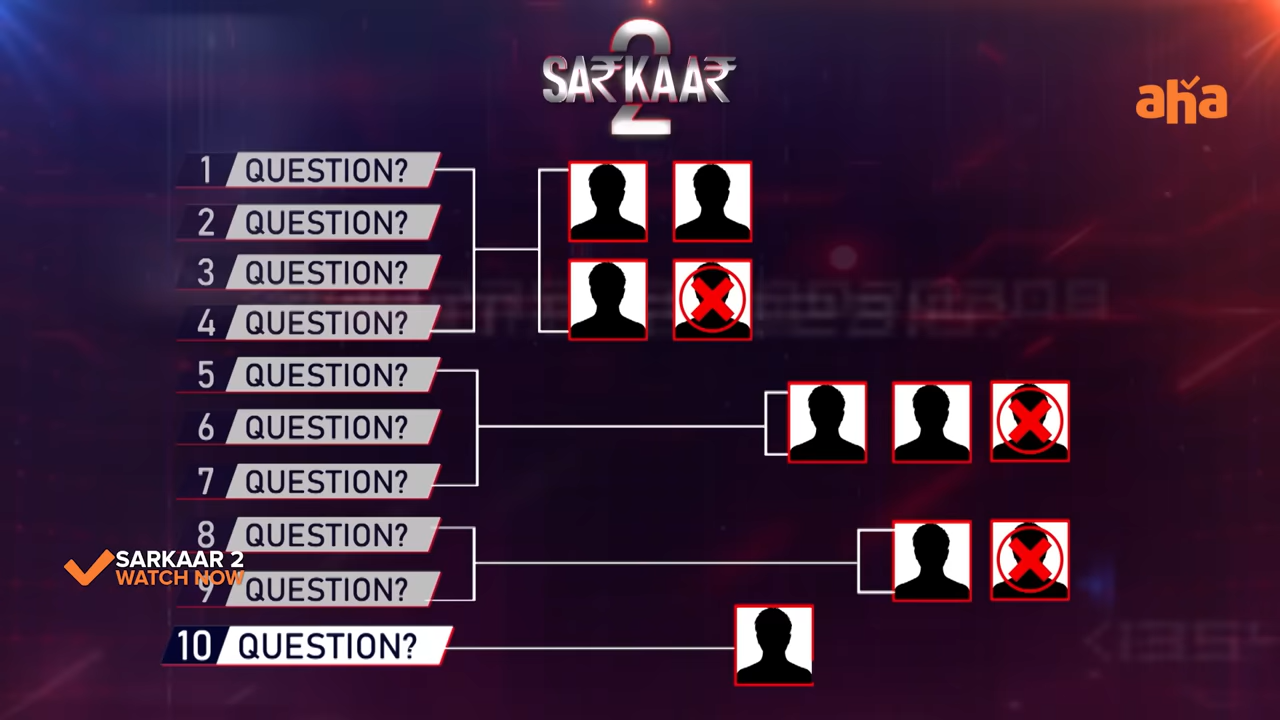 2
SA₹KAA₹
aha
1 QUESTION?
2 QUESTION?
3 QUESTION?
4 QUESTION?
5 QUESTION?
6 QUESTION?
7 QUESTION?
8 QUESTION?
SARKAAR 2
WATCH NOW
9 QUESTION?
10 QUESTION?